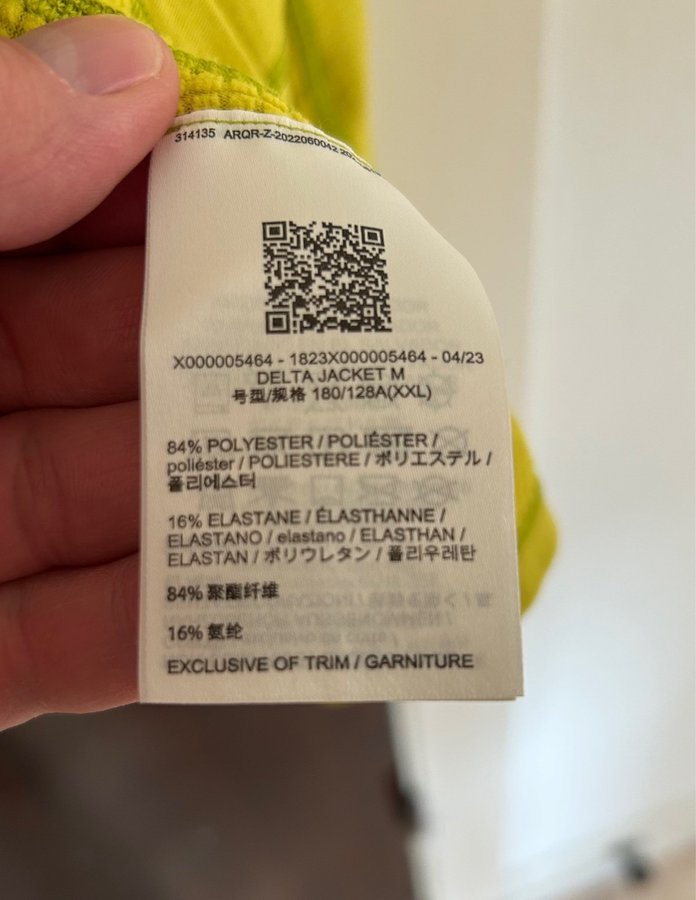 314135 ARQR-Z-2022060042
X000005464 - 1823X000005464 - 04/23
DELTA JACKET M
号型/规格 180/128A(XXL)
84% POLYESTER / POLIÉSTER /
poliéster / POLIESTERE / ポリエステル /
폴리에스터
16% ELASTANE / ÉLASTHANNE /
ELASTANO / elastano / ELASTHAN /
ELASTAN / ポリウレタン / 폴리우레탄
84% 聚酯纤维
16% 氨纶
EXCLUSIVE OF TRIM / GARNITURE